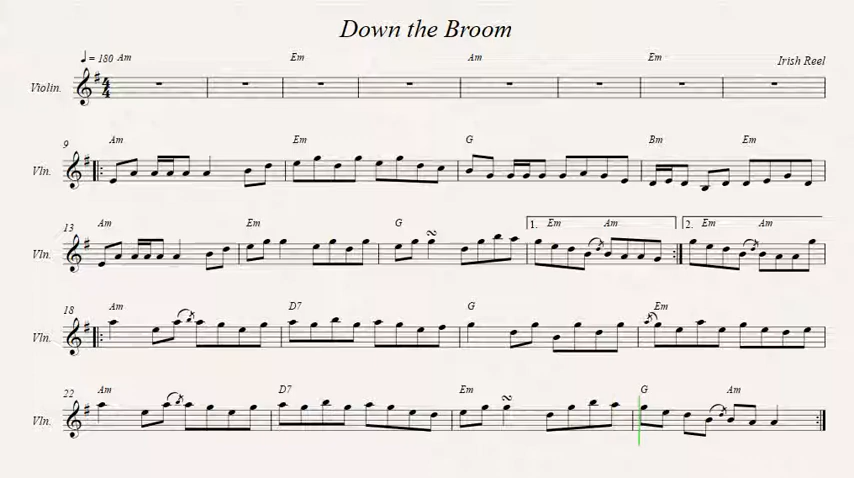 Down the Broom
♩ = 180 Am Em Am Em Irish Reel
Violin.
9 Am Em G Bm Em
Vln.
13 Am Em G 1. Em Am 2. Em Am
Vln.
18 Am D7 G Em
Vln.
22 Am D7 Em G Am
Vln.